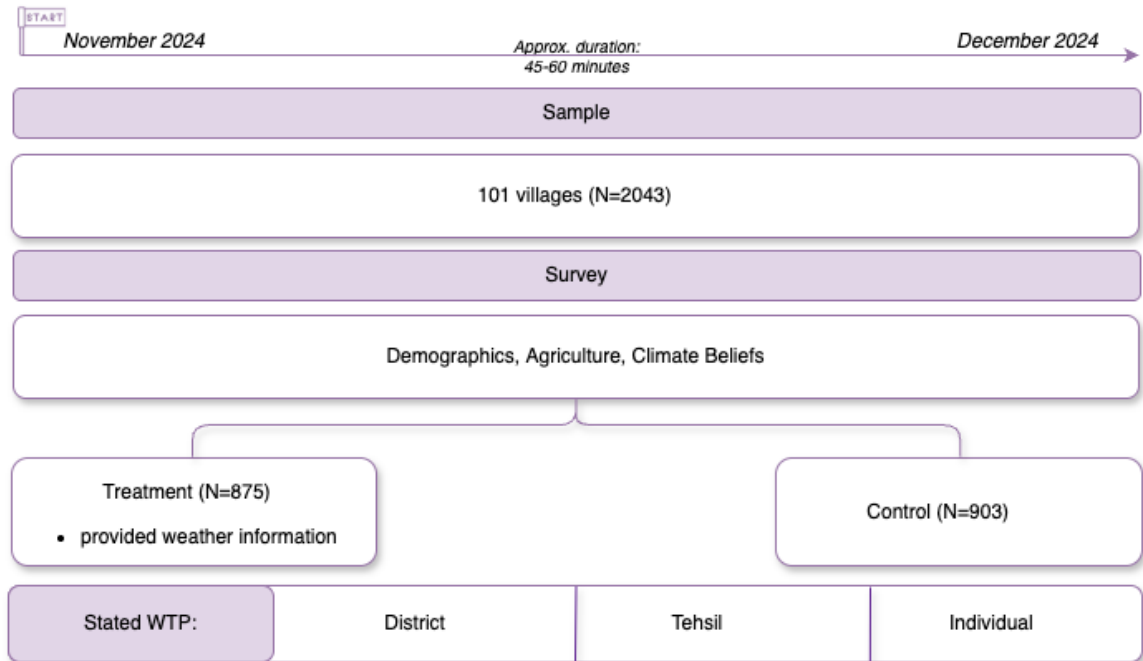 START
November 2024
Approx. duration:
45-60 minutes
December 2024
Sample
101 villages (N=2043)
Survey
Demographics, Agriculture, Climate Beliefs
Treatment (N=875)
• provided weather information
Control (N=903)
Stated WTP: District Tehsil Individual